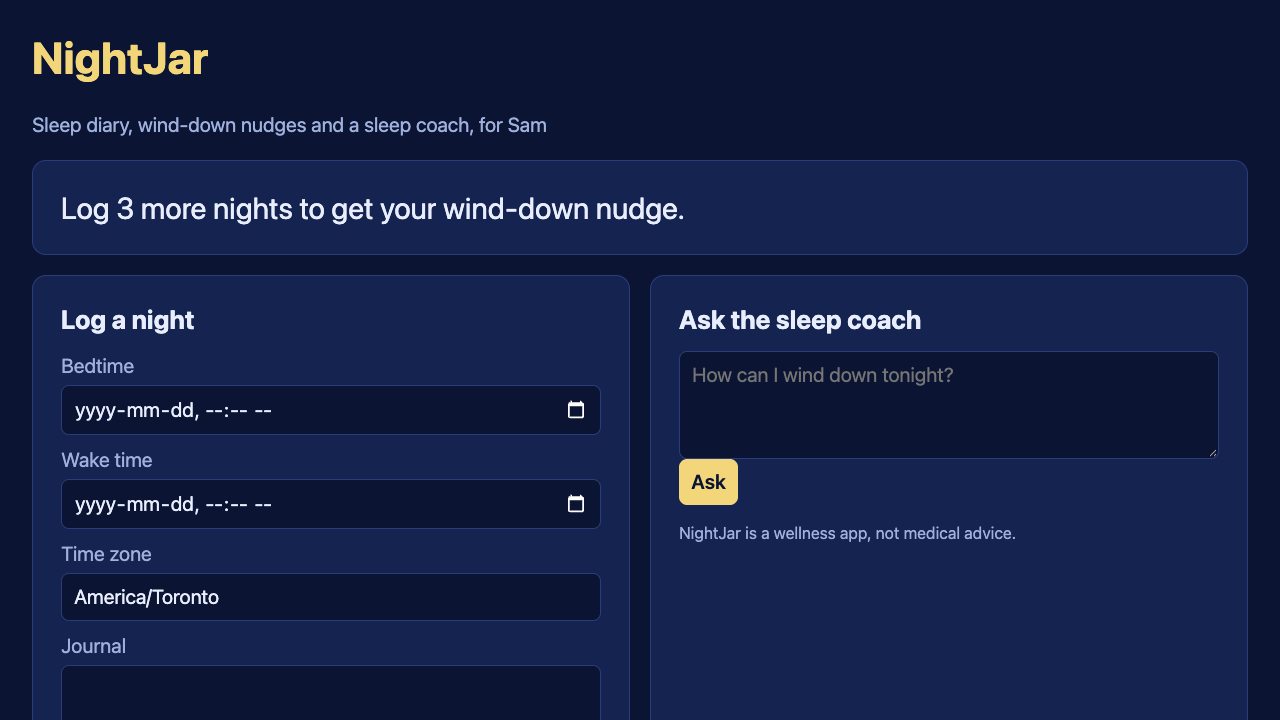 NightJar
Sleep diary, wind-down nudges and a sleep coach, for Sam
Log 3 more nights to get your wind-down nudge.
Log a night
Bedtime
yyyy-mm-dd, --:-- --
Wake time
yyyy-mm-dd, --:-- --
Time zone
America/Toronto
Journal
Ask the sleep coach
How can I wind down tonight?
Ask
NightJar is a wellness app, not medical advice.